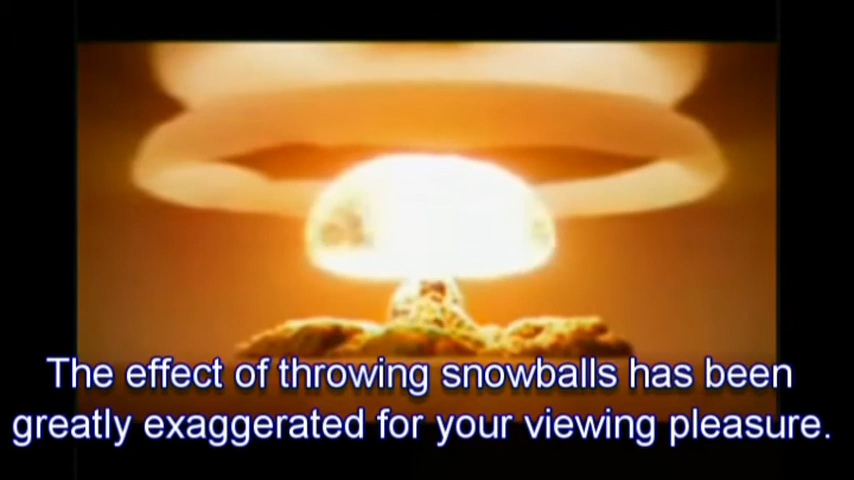 The effect of throwing snowballs has been
greatly exaggerated for your viewing pleasure.